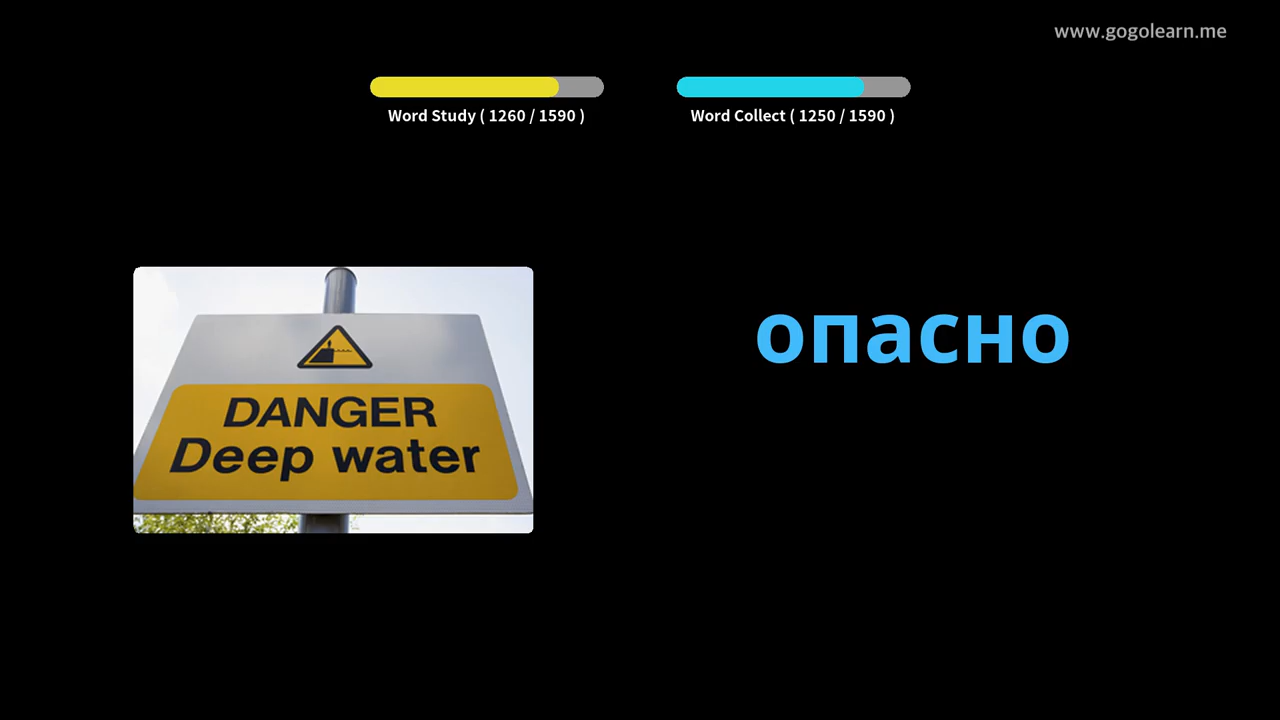 www.gogolearn.me
Word Study ( 1260 / 1590 )
Word Collect ( 1250 / 1590 )
DANGER
Deep water
опасно